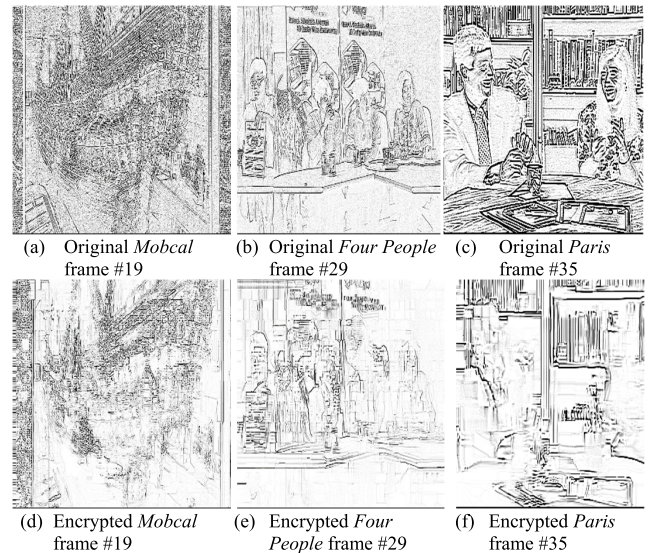 (a) Original Mobcal
frame #19
(b) Original Four People
frame #29
(c) Original Paris
frame #35
(d) Encrypted Mobcal
frame #19
(e) Encrypted Four
People frame #29
(f) Encrypted Paris
frame #35